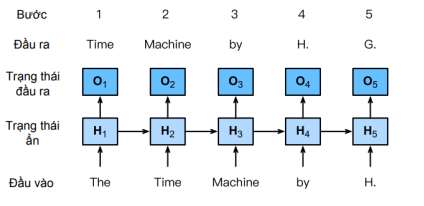 Bước 1 2 3 4 5
Đầu ra Time Machine by H. G.
Trạng thái
đầu ra O1 O2 O3 O4 O5
Trạng thái
ẩn H1 H2 H3 H4 H5
Đầu vào The Time Machine by H.